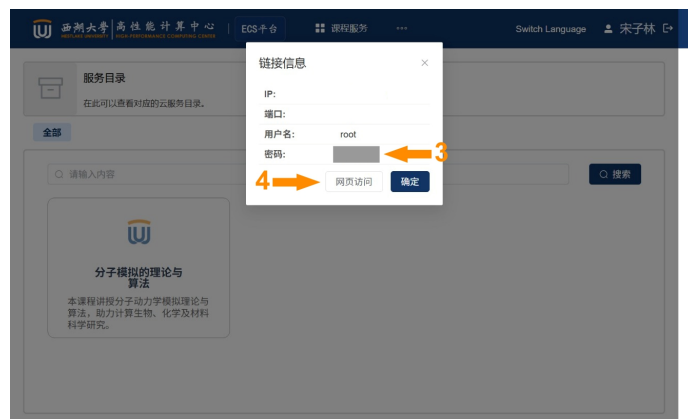 西湖大学 高性能计算中心 ECS平台 课程服务 ··· Switch Language 宋子林
WESTLAKE UNIVERSITY HIGH PERFORMANCE COMPUTING CENTER
服务目录
在此可以查看对应的云服务目录。
全部
链接信息 ×
IP:
端口:
用户名: root
密码: 3
4 网页访问 确定
请输入内容 搜索
分子模拟的理论与
算法
本课程讲授分子动力学模拟理论与
算法，助力计算生物、化学及材料
科学研究。